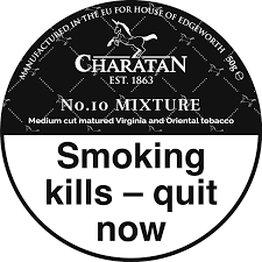 MANUFACTURED IN THE EU FOR HOUSE OF EDGEWORTH 50g ℮
CHARATAN
EST. 1863
No.10 MIXTURE
Medium cut matured Virginia and Oriental tobacco
Smoking
kills – quit
now